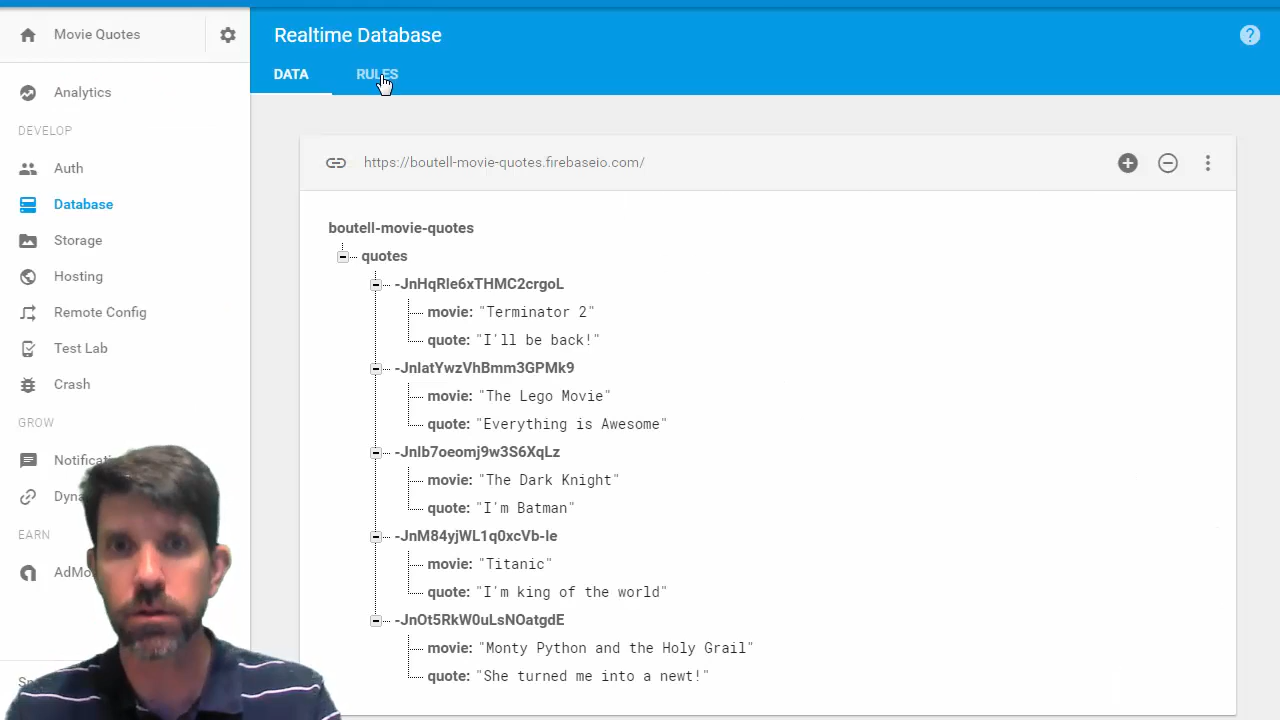 Movie Quotes
Realtime Database
?
DATA
RULES
Analytics
DEVELOP
Auth
Database
Storage
Hosting
Remote Config
Test Lab
Crash
GROW
Notificati
Dyna
EARN
AdMo
https://boutell-movie-quotes.firebaseio.com/
boutell-movie-quotes
quotes
-JnHqRle6xTHMC2crgoL
movie: "Terminator 2"
quote: "I'll be back!"
-JnIatYwzVhBmm3GPMk9
movie: "The Lego Movie"
quote: "Everything is Awesome"
-JnIb7oeomj9w3S6XqLz
movie: "The Dark Knight"
quote: "I'm Batman"
-JnM84yjWL1q0xcVb-le
movie: "Titanic"
quote: "I'm king of the world"
-JnOt5RkW0uLsNOatgdE
movie: "Monty Python and the Holy Grail"
quote: "She turned me into a newt!"